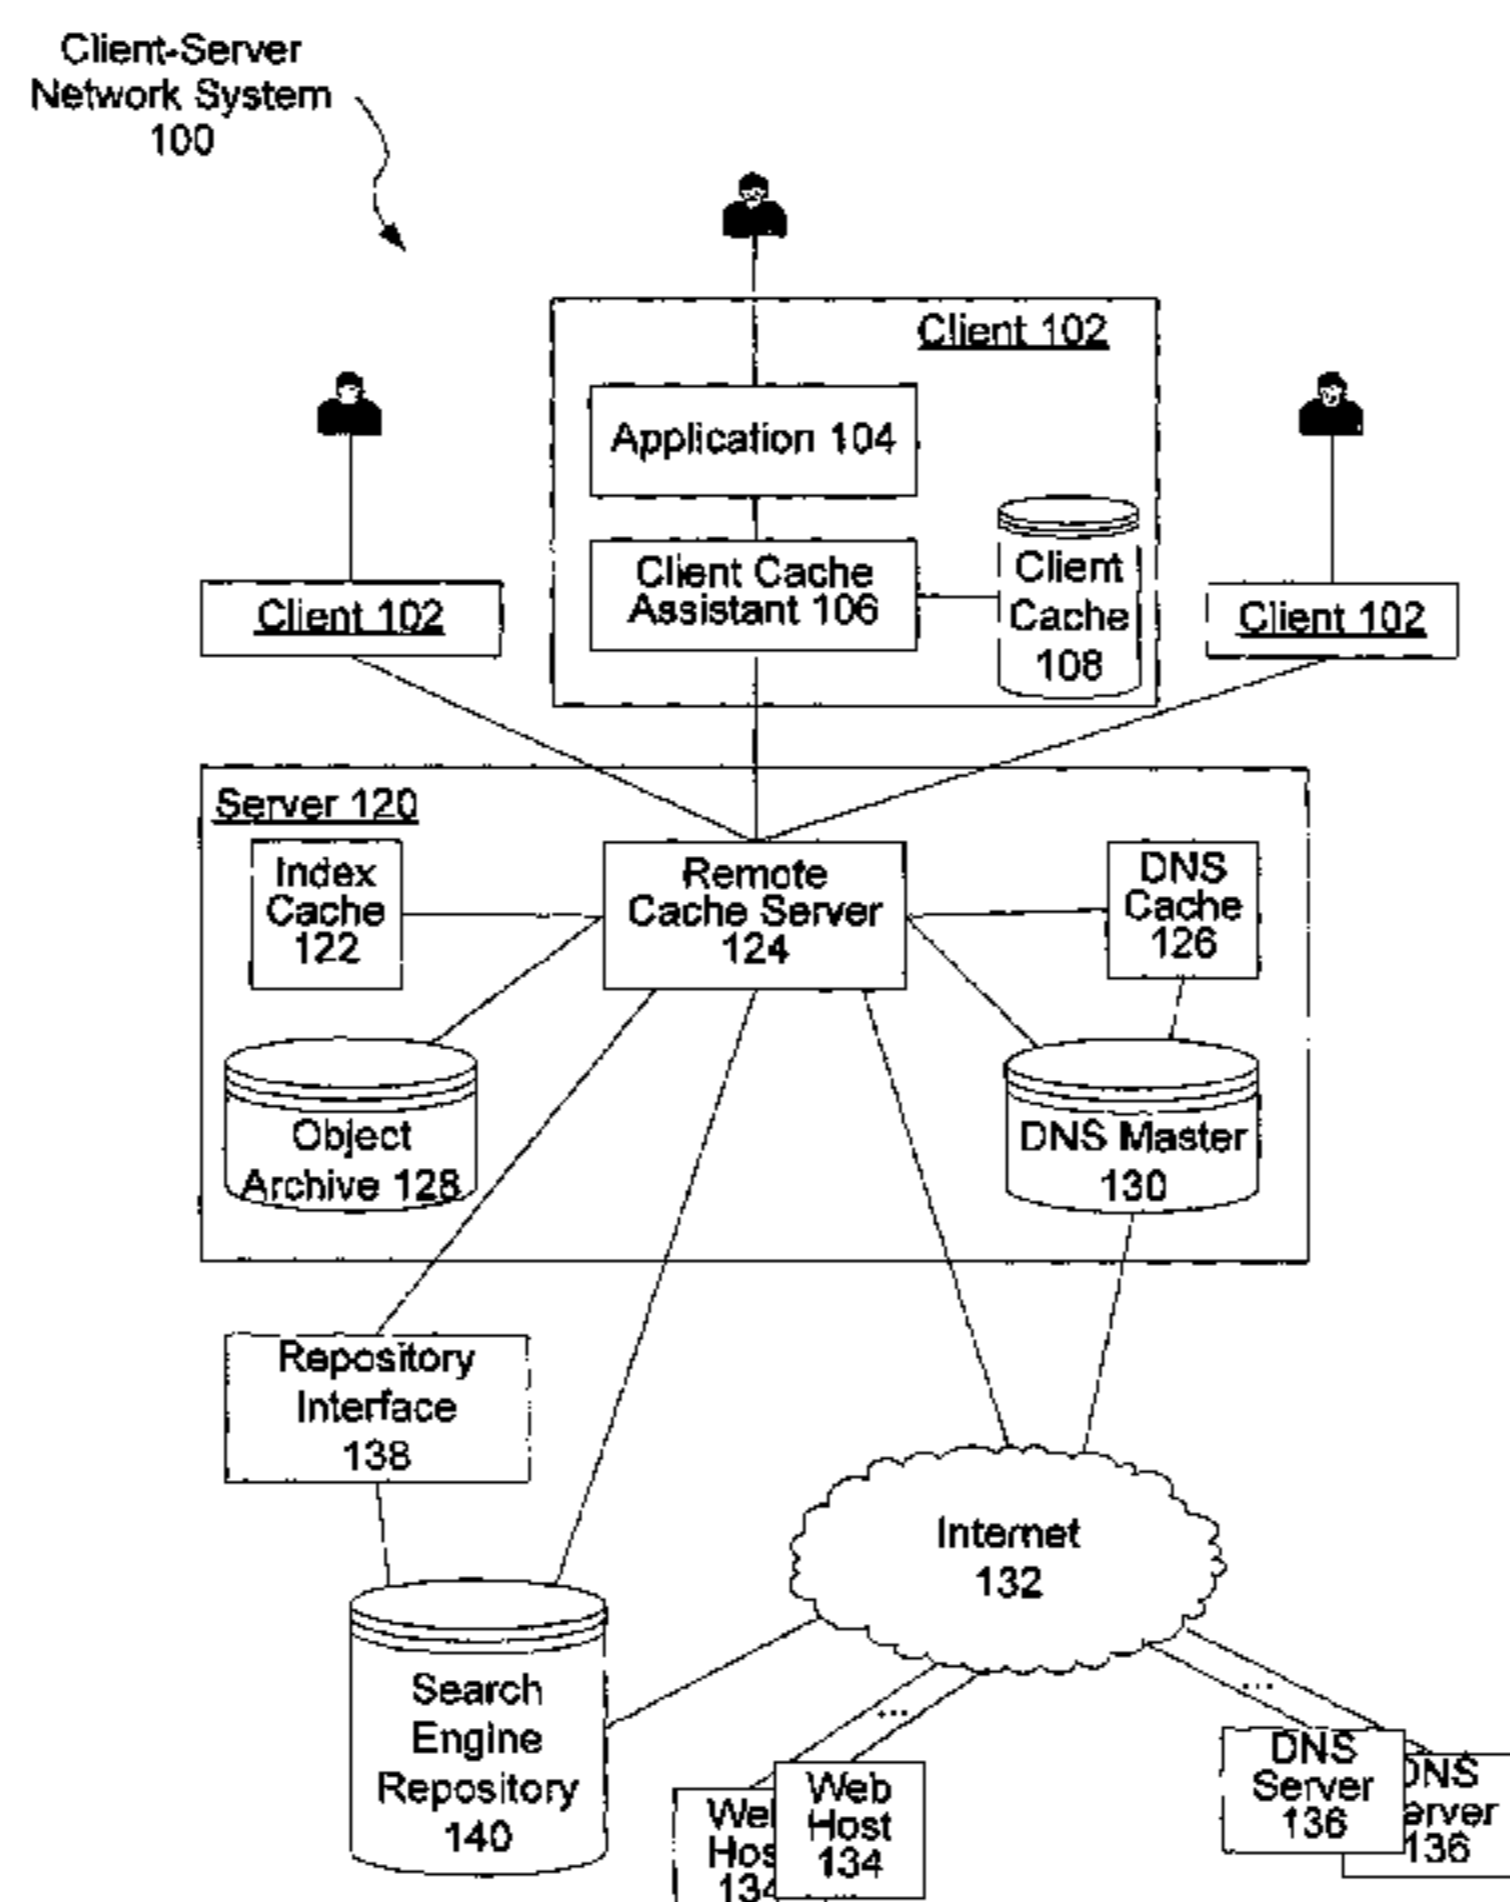 Client-Server
Network System
100
Client 102
Application 104
Client Cache
Assistant 106
Client
Cache
108
Client 102
Client 102
Server 120
Index
Cache
122
Remote
Cache Server
124
DNS
Cache
126
Object
Archive 128
DNS Master
130
Repository
Interface
138
Internet
132
Search
Engine
Repository
140
Web
Host
134
DNS
Server
136
136